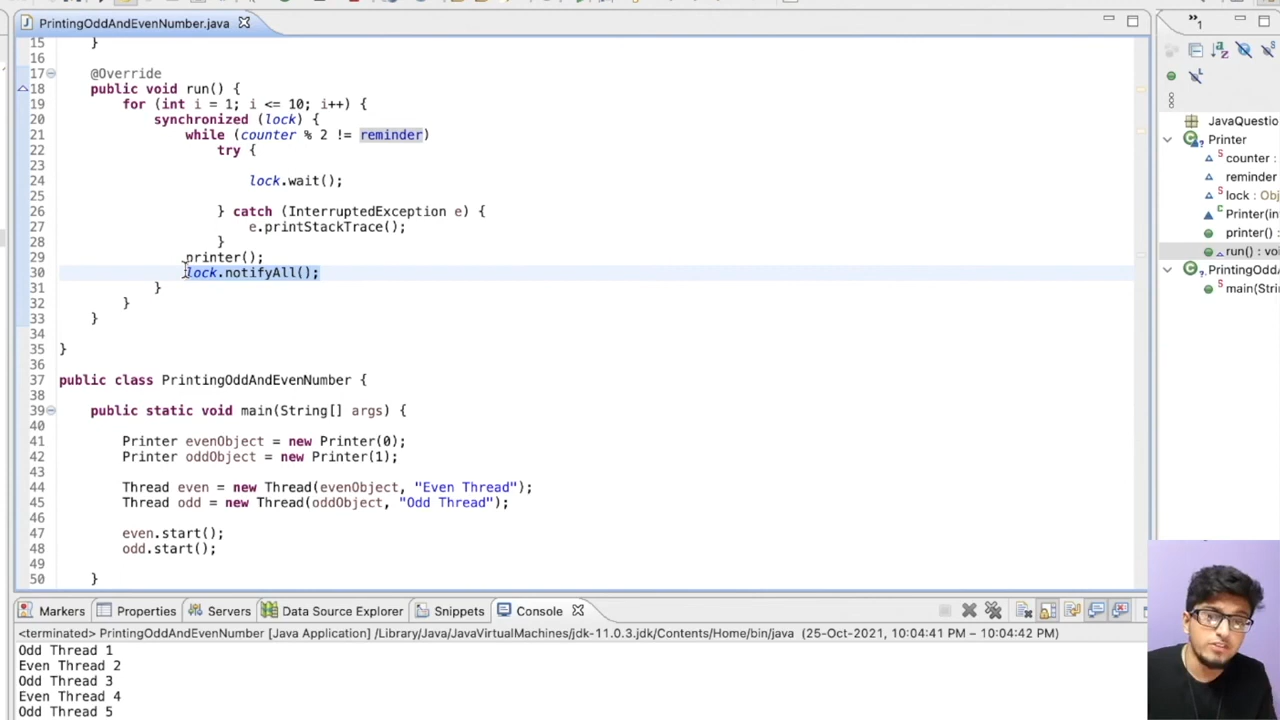 PrintingOddAndEvenNumber.java
15 }
16
17 @Override
18 public void run() {
19 for (int i = 1; i <= 10; i++) {
20 synchronized (lock) {
21 while (counter % 2 != reminder)
22 try {
23
24 lock.wait();
25
26 } catch (InterruptedException e) {
27 e.printStackTrace();
28 }
29 printer();
30 lock.notifyAll();
31 }
32 }
33 }
34
35 }
36
37 public class PrintingOddAndEvenNumber {
38
39 public static void main(String[] args) {
40
41 Printer evenObject = new Printer(0);
42 Printer oddObject = new Printer(1);
43
44 Thread even = new Thread(evenObject, "Even Thread");
45 Thread odd = new Thread(oddObject, "Odd Thread");
46
47 even.start();
48 odd.start();
49
50 }
JavaQuestio
Printer
counter :
reminder
lock : Obj
Printer(in
printer() :
run() : voi
PrintingOdd
main(Stri
Markers Properties Servers Data Source Explorer Snippets Console
<terminated> PrintingOddAndEvenNumber [Java Application] /Library/Java/JavaVirtualMachines/jdk-11.0.3.jdk/Contents/Home/bin/java (25-Oct-2021, 10:04:41 PM – 10:04:42 PM)
Odd Thread 1
Even Thread 2
Odd Thread 3
Even Thread 4
Odd Thread 5